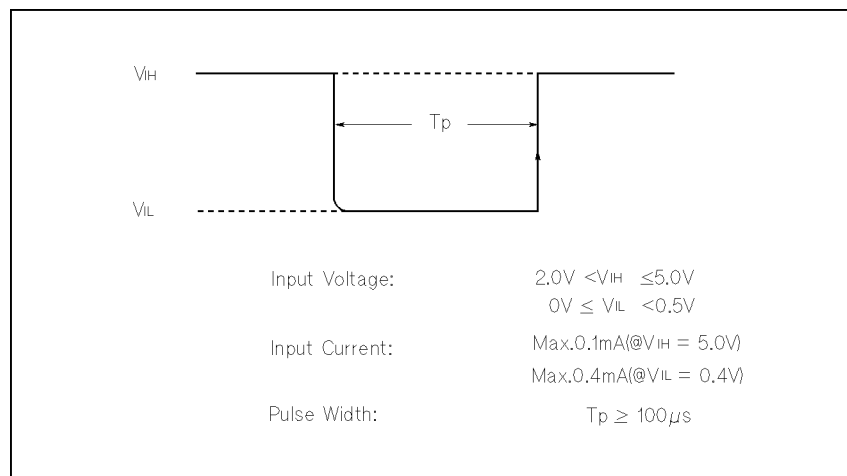 VIH
Tp
VIL
Input Voltage: 2.0V <VIH ≤5.0V
0V ≤ VIL <0.5V
Input Current: Max.0.1mA(@VIH = 5.0V)
Max.0.4mA(@VIL = 0.4V)
Pulse Width: Tp ≥ 100μs